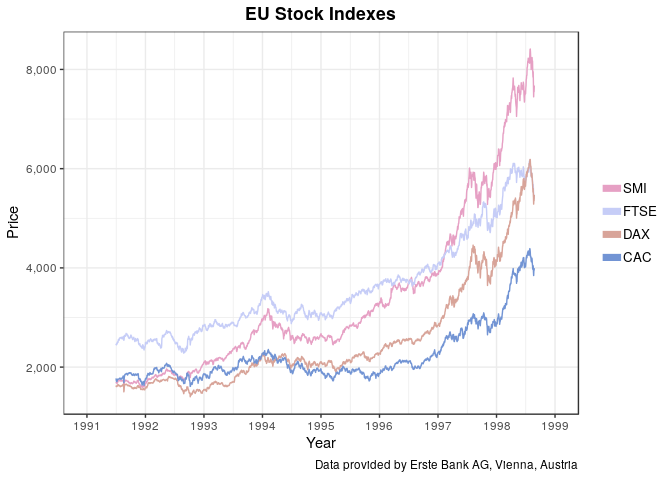 EU Stock Indexes
Price
8,000
6,000
4,000
2,000
1991 1992 1993 1994 1995 1996 1997 1998 1999
Year
SMI
FTSE
DAX
CAC
Data provided by Erste Bank AG, Vienna, Austria